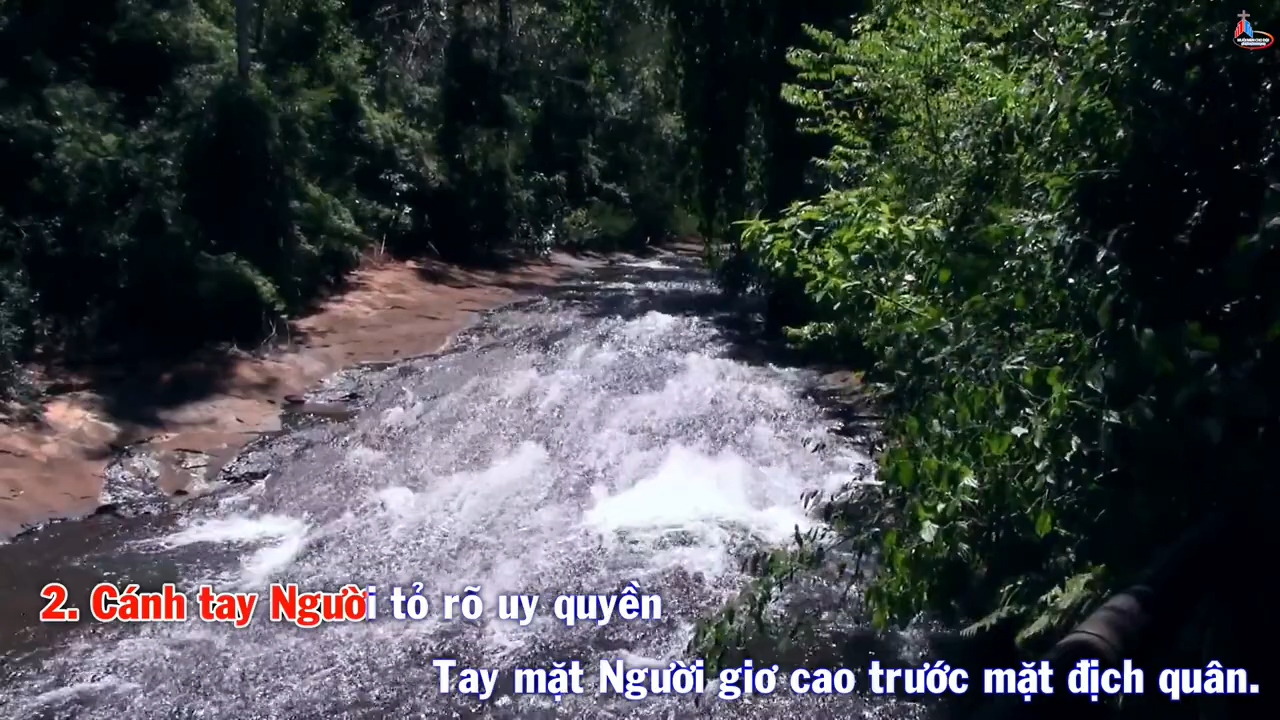 2. Cánh tay Người tỏ rõ uy quyền
Tay mặt Người giơ cao trước mặt địch quân.